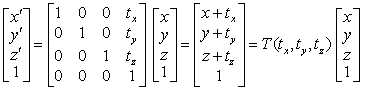 [x' y' z' 1] = [1 0 0 t_x; 0 1 0 t_y; 0 0 1 t_z; 0 0 0 1] [x y z 1] = [x+t_x y+t_y z+t_z 1] = T(t_x,t_y,t_z) [x y z 1]